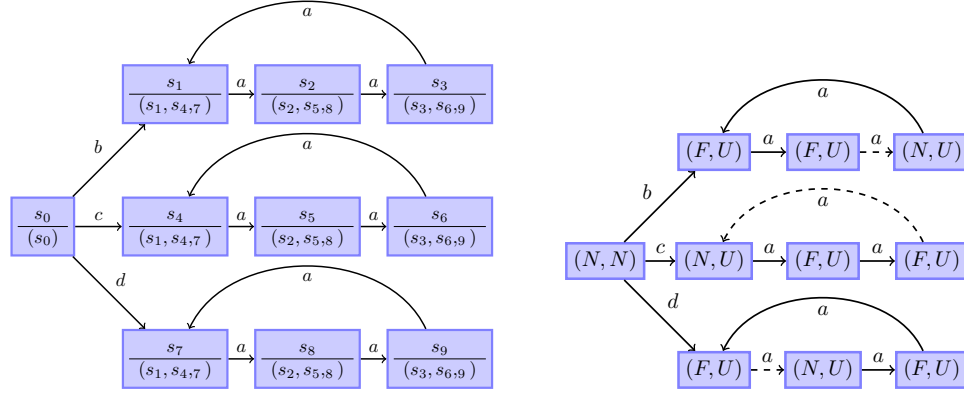 a a
s₁ s₂ s₃
a a
(s₁, s₄,₇) (s₂, s₅,₈) (s₃, s₆,₉)
a
(F, U) a (F, U) a (N, U)
b a b
s₀ c s₄ a s₅ a s₆
(s₀) (s₁, s₄,₇) (s₂, s₅,₈) (s₃, s₆,₉)
(N, N) c (N, U) a (F, U) a (F, U)
d a d a
s₇ a s₈ a s₉
(s₁, s₄,₇) (s₂, s₅,₈) (s₃, s₆,₉)
(F, U) a (N, U) a (F, U)